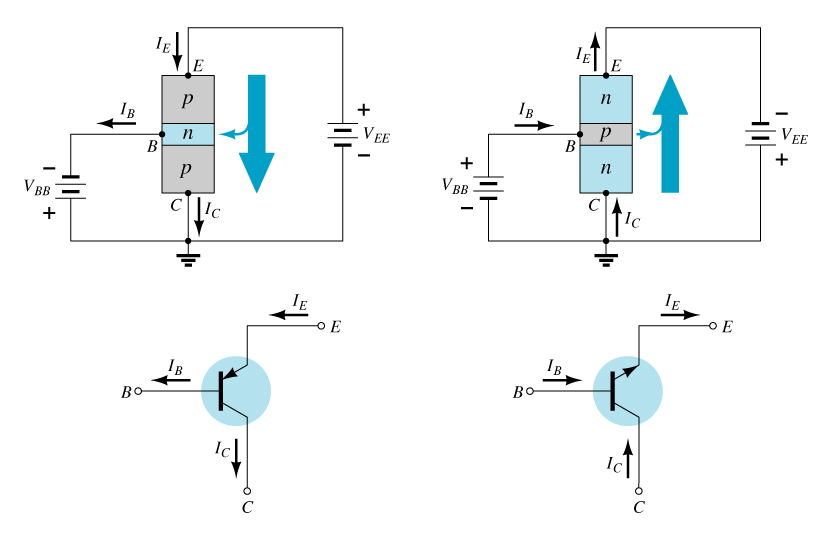 I_E
E
p
I_B
+
n
V_EE
B
−
−
p
V_BB
+
C
I_C
I_E
E
n
−
I_B
p
V_EE
B
+
+
n
V_BB
−
C
I_C
I_E
E
I_B
B
I_C
C
I_E
E
I_B
B
I_C
C